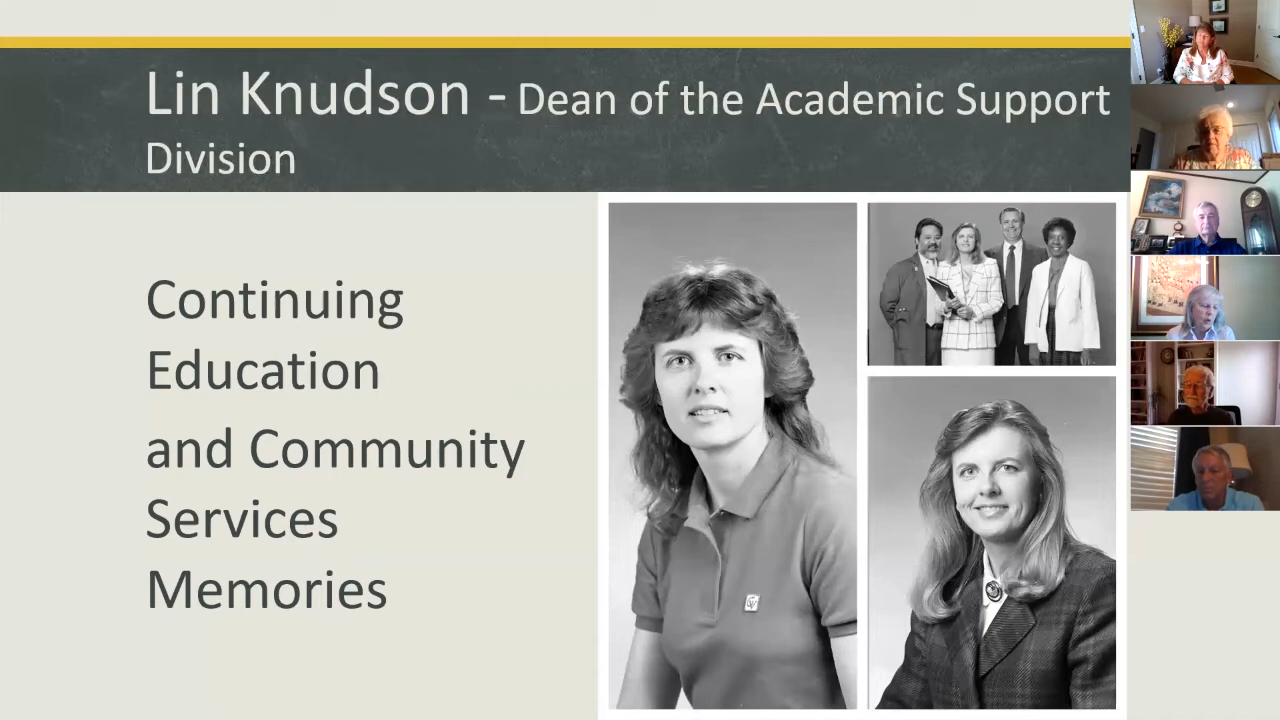 Lin Knudson - Dean of the Academic Support
Division
Continuing
Education
and Community
Services
Memories